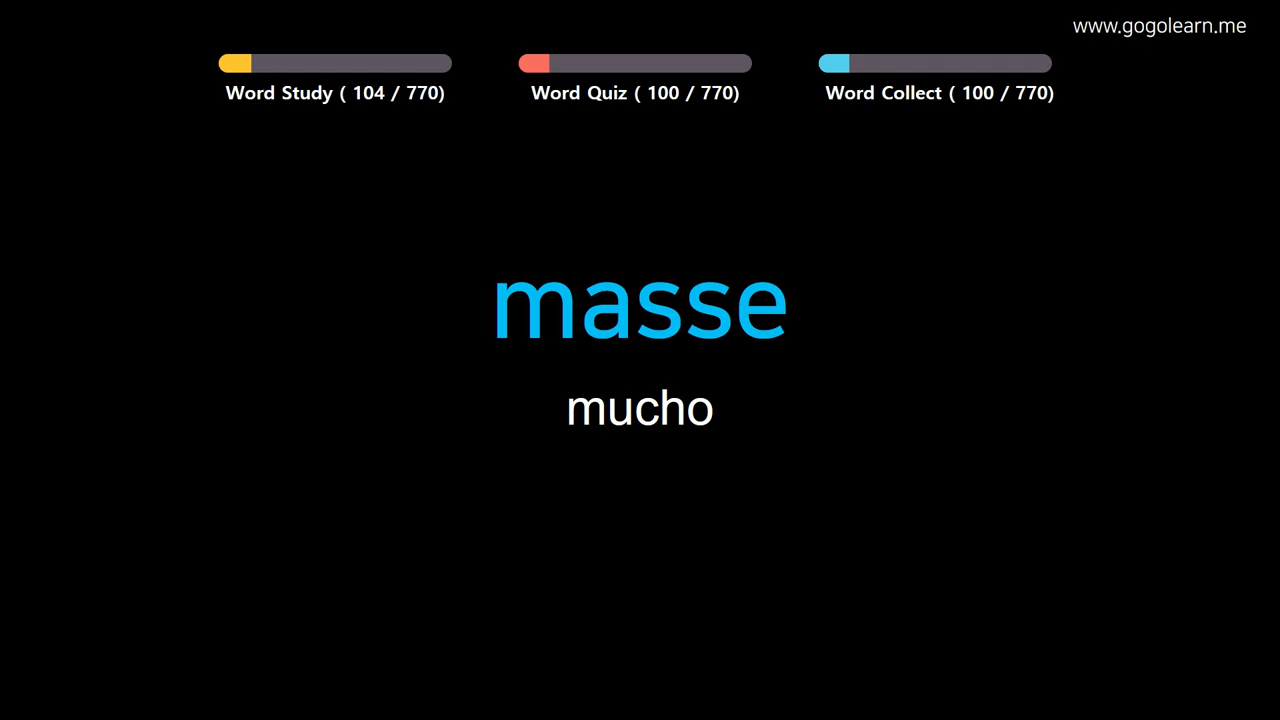 www.gogolearn.me
Word Study ( 104 / 770)
Word Quiz ( 100 / 770)
Word Collect ( 100 / 770)
masse
mucho